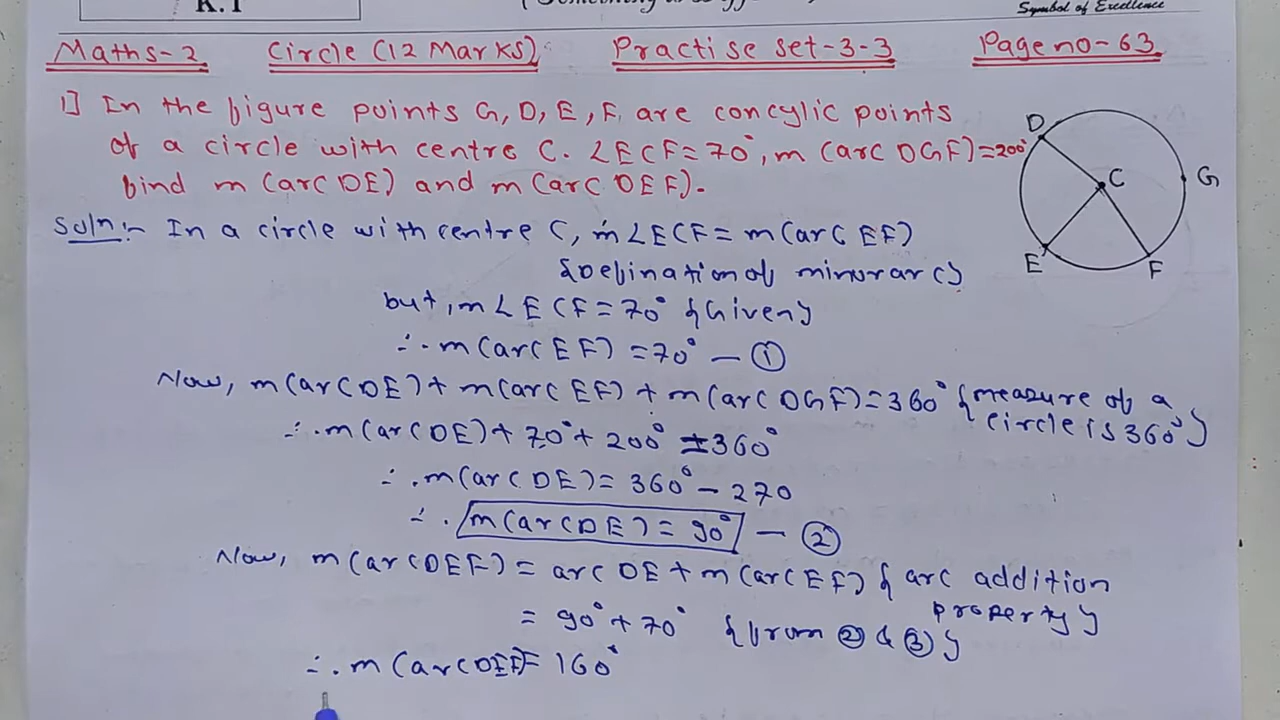 K.T
Symbol of Excellence
Maths-2 Circle (12 Marks) Practise set-3-3 Page no-63
1] In the figure points G, D, E, F, are concylic points
of a circle with centre C. ∠ECF=70°, m (arc DGF)=200°
find m (arc DE) and m (arc DEF).
Soln:- In a circle with centre C, m∠ECF = m(arc EF)
{Defination of minor arc}
but, m∠ECF=70° {Given}
∴ m(arc EF) =70° — ①
Now, m(arc DE) + m(arc EF) + m(arc DGF)=360° {measure of a
circle is 360°}
∴ m(arc DE)+ 70°+ 200° =360°
∴ m(arc DE)= 360° - 270
∴ m(arc DE) = 90° — ②
Now, m(arc DEF) = arc DE + m(arc EF) { arc addition
property}
= 90°+70° {from ② & ③}
∴ m(arc DEF)= 160°
D
C
G
E
F